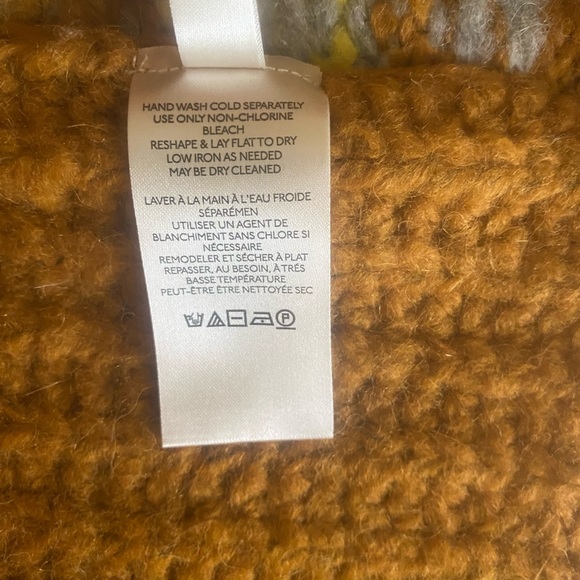 HAND WASH COLD SEPARATELY
USE ONLY NON-CHLORINE
BLEACH
RESHAPE & LAY FLAT TO DRY
LOW IRON AS NEEDED
MAY BE DRY CLEANED
LAVER À LA MAIN À L'EAU FROIDE
SÉPARÉMEN
UTILISER UN AGENT DE
BLANCHIMENT SANS CHLORE SI
NÉCESSAIRE
REMODELER ET SÉCHER À PLAT
REPASSER, AU BESOIN, À TRÉS
BASSE TEMPÉRATURE
PEUT-ÊTRE ÊTRE NETTOYÉE SEC
P